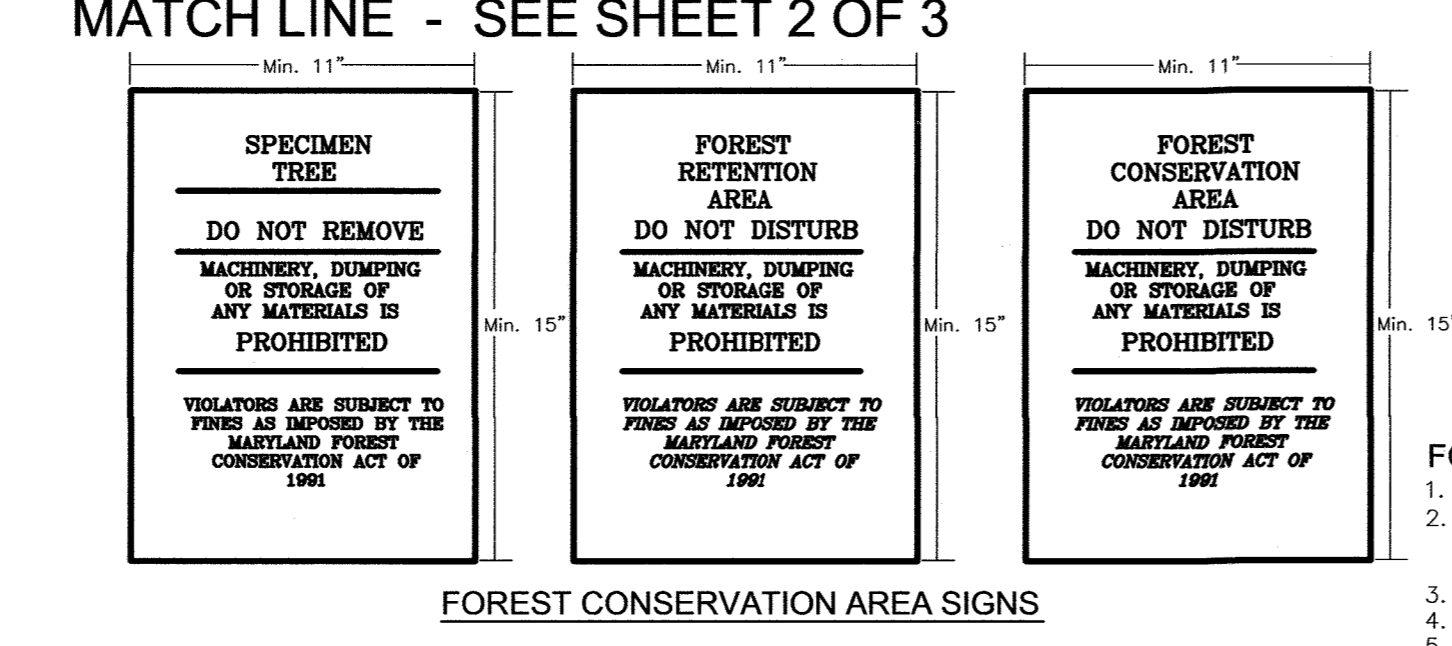 MATCH LINE - SEE SHEET 2 OF 3
Min. 11"
SPECIMEN
TREE
DO NOT REMOVE
MACHINERY, DUMPING
OR STORAGE OF
ANY MATERIALS IS
PROHIBITED
VIOLATORS ARE SUBJECT TO
FINES AS IMPOSED BY THE
MARYLAND FOREST
CONSERVATION ACT OF
1991
Min. 15"
Min. 11"
FOREST
RETENTION
AREA
DO NOT DISTURB
MACHINERY, DUMPING
OR STORAGE OF
ANY MATERIALS IS
PROHIBITED
VIOLATORS ARE SUBJECT TO
FINES AS IMPOSED BY THE
MARYLAND FOREST
CONSERVATION ACT OF
1991
Min. 15"
Min. 11"
FOREST
CONSERVATION
AREA
DO NOT DISTURB
MACHINERY, DUMPING
OR STORAGE OF
ANY MATERIALS IS
PROHIBITED
VIOLATORS ARE SUBJECT TO
FINES AS IMPOSED BY THE
MARYLAND FOREST
CONSERVATION ACT OF
1991
Min. 15"
FOREST CONSERVATION AREA SIGNS
1.
2.
3.
4.